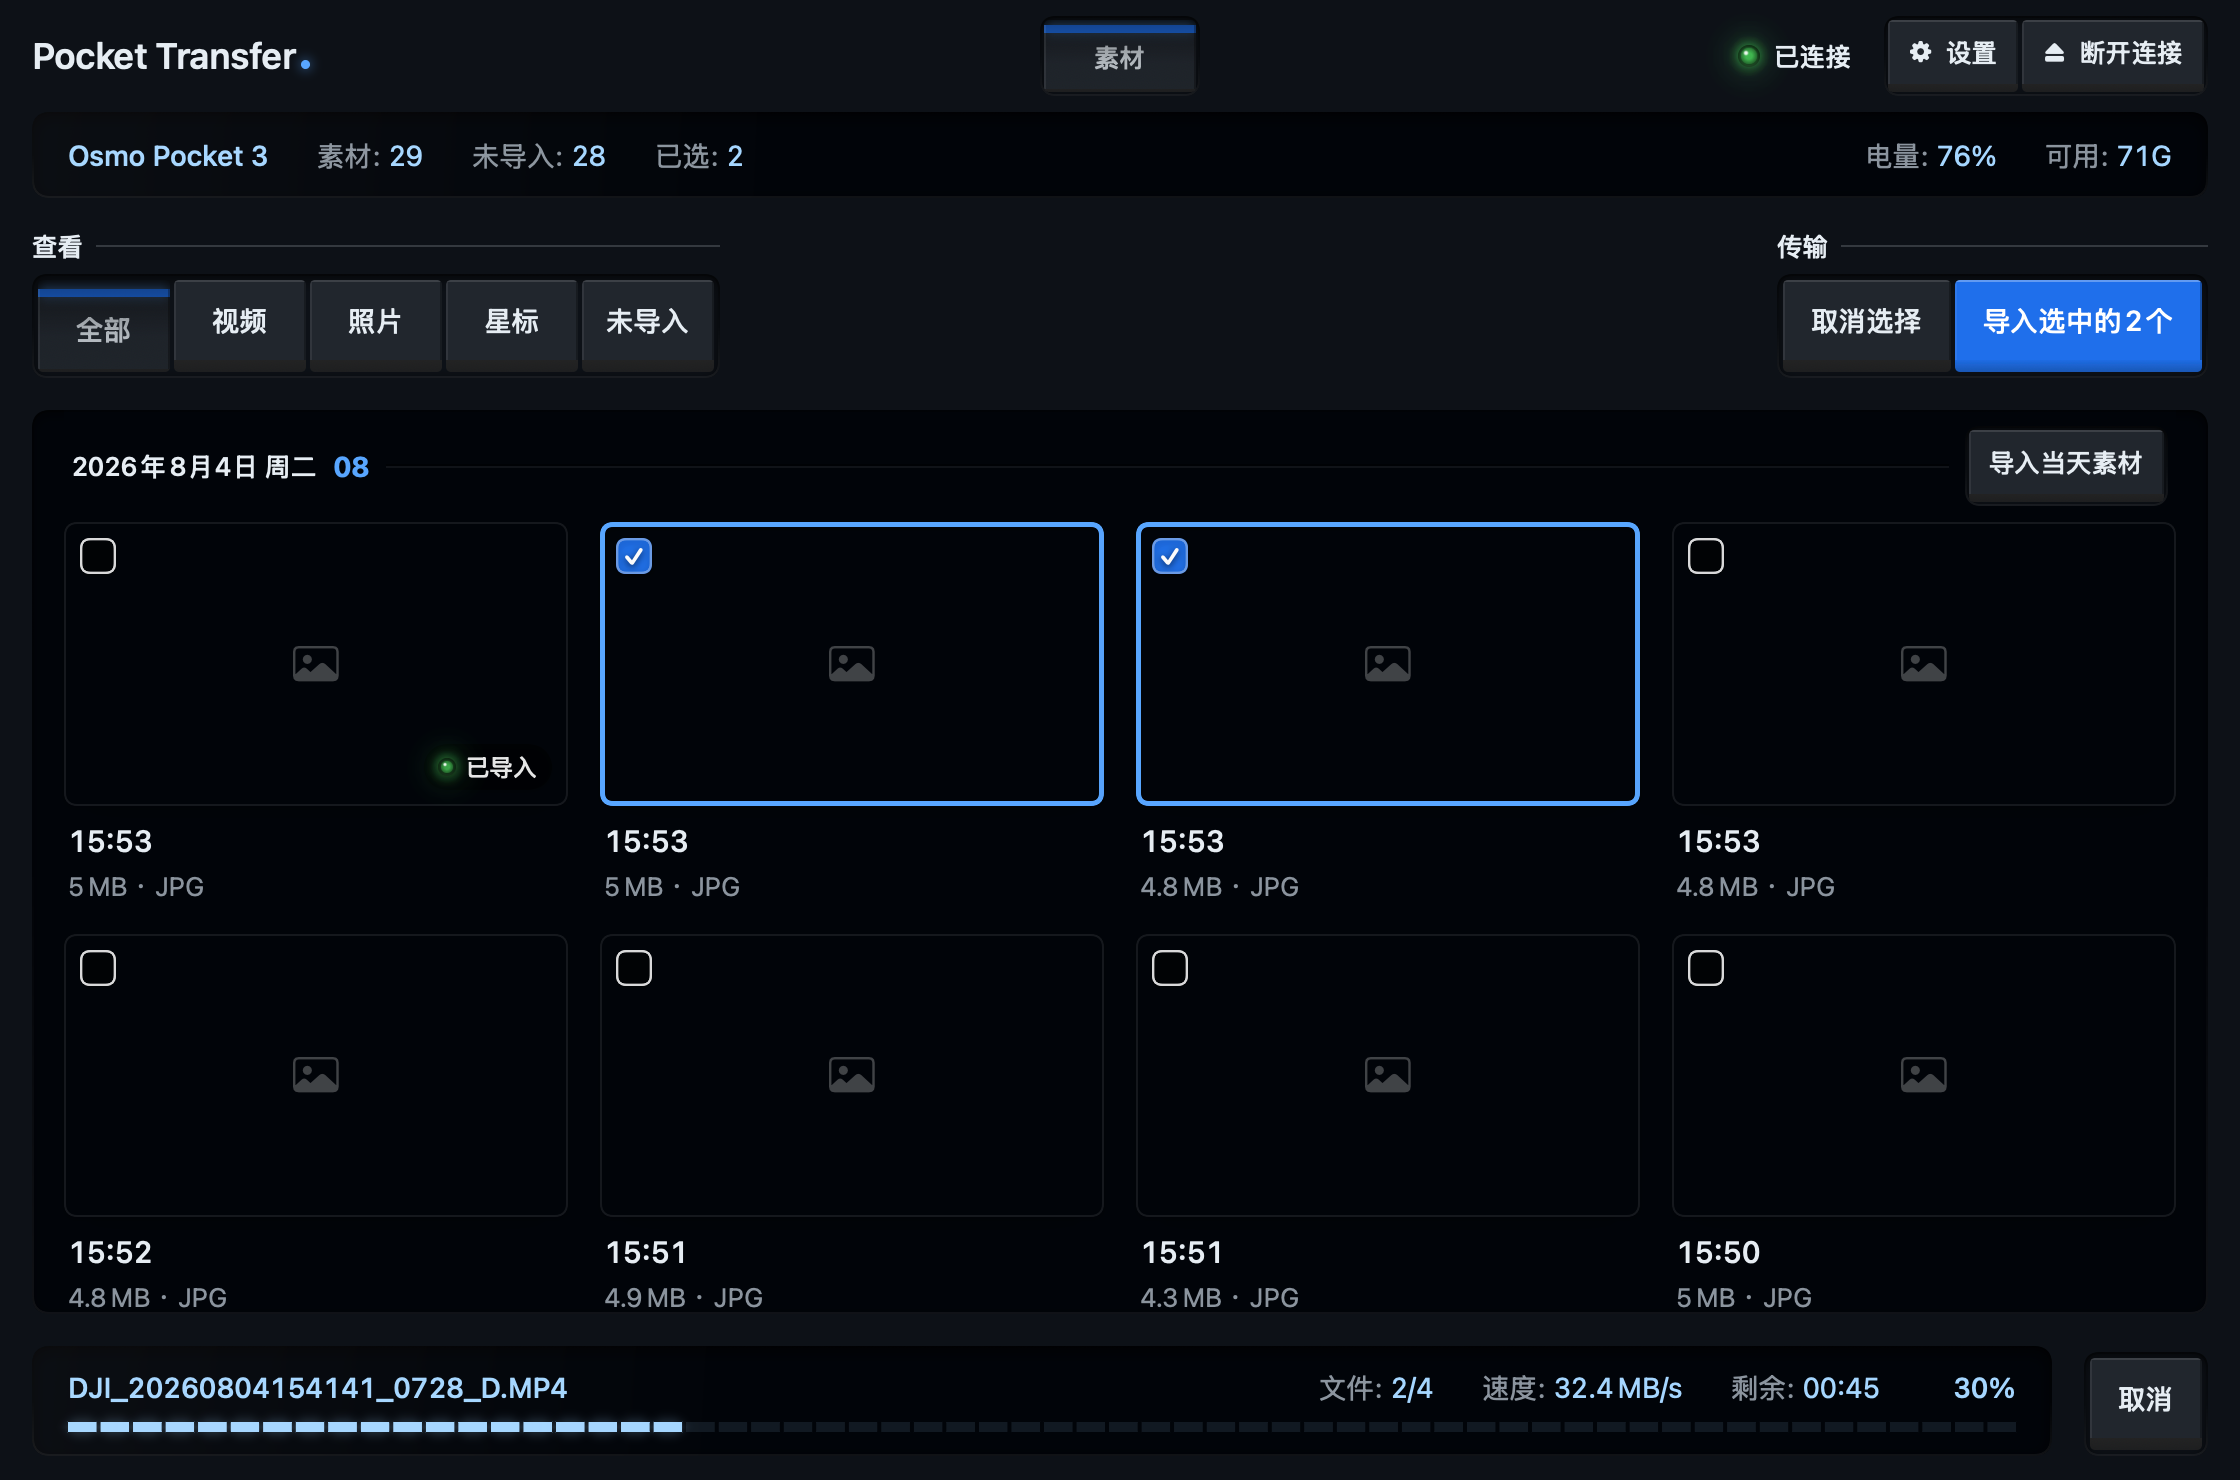 Pocket Transfer.
素材
已连接
设置
断开连接
Osmo Pocket 3 素材: 29 未导入: 28 已选: 2 电量: 76% 可用: 71G
查看
传输
全部 视频 照片 星标 未导入
取消选择 导入选中的2个
2026年8月4日 周二 08
导入当天素材
已导入
15:53 15:53 15:53 15:53
5 MB · JPG 5 MB · JPG 4.8 MB · JPG 4.8 MB · JPG
15:52 15:51 15:51 15:50
4.8 MB · JPG 4.9 MB · JPG 4.3 MB · JPG 5 MB · JPG
DJI_20260804154141_0728_D.MP4 文件: 2/4 速度: 32.4 MB/s 剩余: 00:45 30%
取消